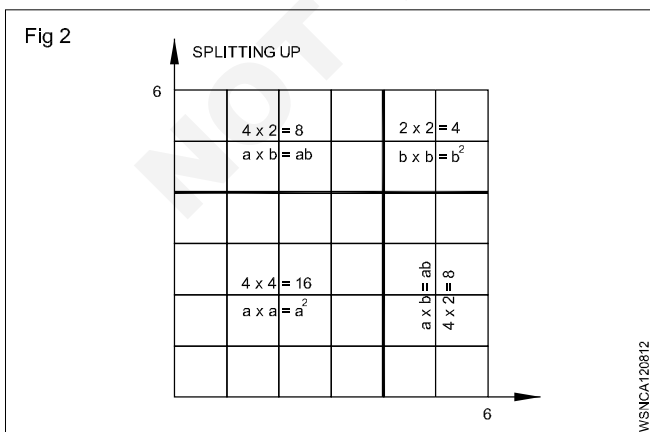 Fig 2
SPLITTING UP
6
4 x 2 = 8
a x b = ab
2 x 2 = 4
b x b = b²
4 x 4 = 16
a x a = a²
a x b = ab
4 x 2 = 8
6
WSNCA120812
NOT